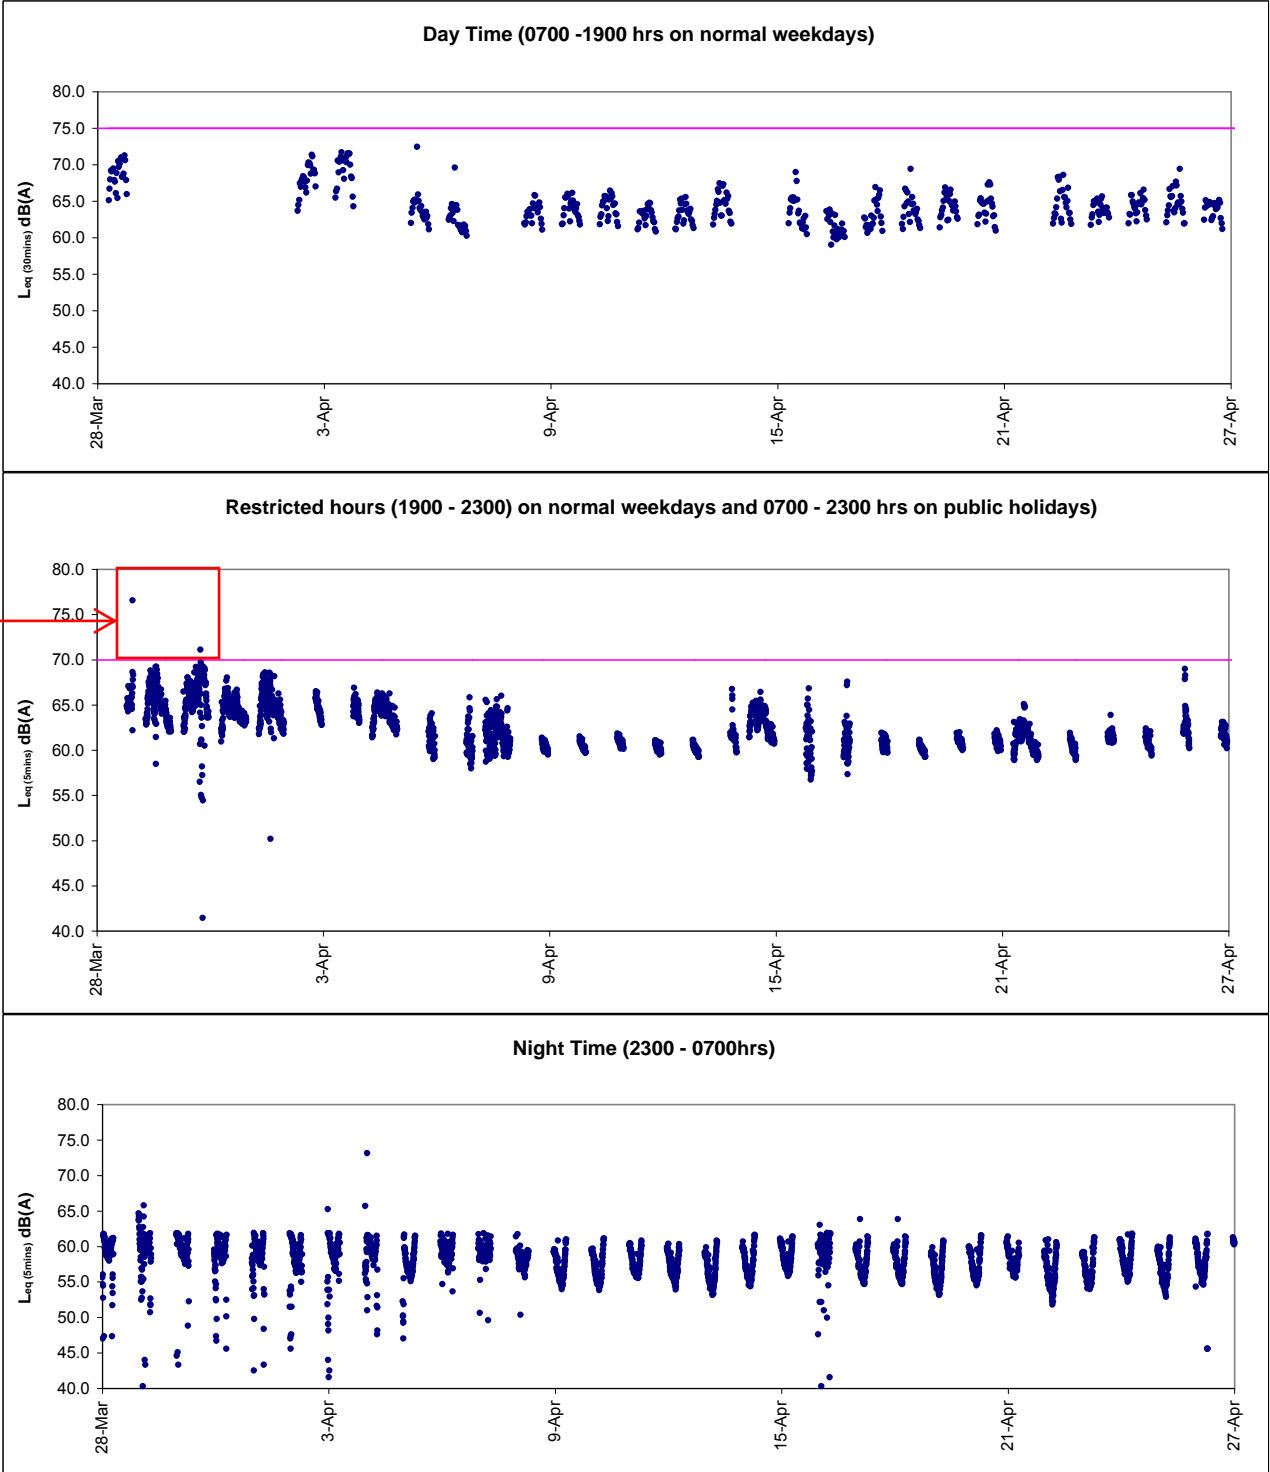 Day Time (0700 -1900 hrs on normal weekdays)
80.0
75.0
70.0
65.0
60.0
55.0
50.0
45.0
40.0
Leq (30mins) dB(A)
28-Mar
3-Apr
9-Apr
15-Apr
21-Apr
27-Apr
Restricted hours (1900 - 2300) on normal weekdays and 0700 - 2300 hrs on public holidays)
80.0
75.0
70.0
65.0
60.0
55.0
50.0
45.0
40.0
Leq (5mins) dB(A)
28-Mar
3-Apr
9-Apr
15-Apr
21-Apr
27-Apr
Night Time (2300 - 0700hrs)
80.0
75.0
70.0
65.0
60.0
55.0
50.0
45.0
40.0
Leq (5mins) dB(A)
28-Mar
3-Apr
9-Apr
15-Apr
21-Apr
27-Apr